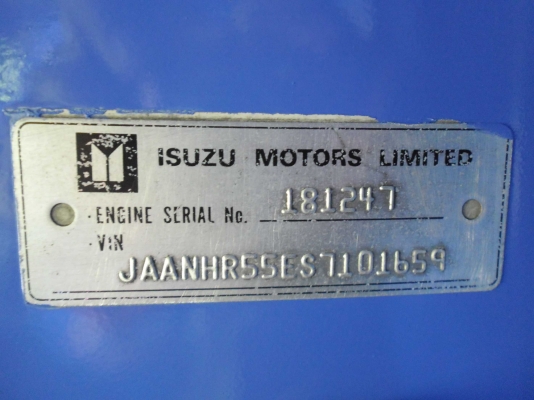 ISUZU MOTORS LIMITED
·ENGINE SERIAL No. 181247
·VIN
JAANHR55ES7101659